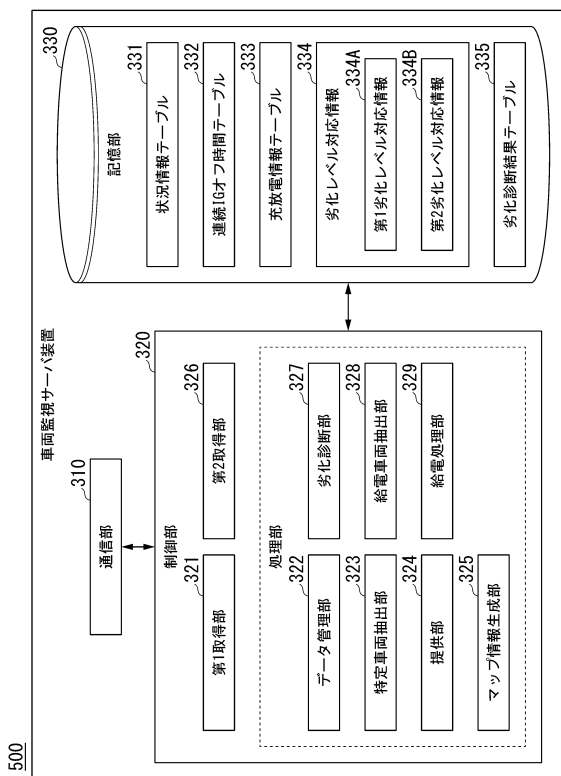 500
車両監視サーバ装置
310
通信部
320
制御部
321
第1取得部
326
第2取得部
処理部
322
データ管理部
323
特定車両抽出部
324
提供部
325
マップ情報生成部
327
劣化診断部
328
給電車両抽出部
329
給電処理部
330
記憶部
331
状況情報テーブル
332
連続IGオフ時間テーブル
333
充放電情報テーブル
334
劣化レベル対応情報
334A
第1劣化レベル対応情報
334B
第2劣化レベル対応情報
335
劣化診断結果テーブル